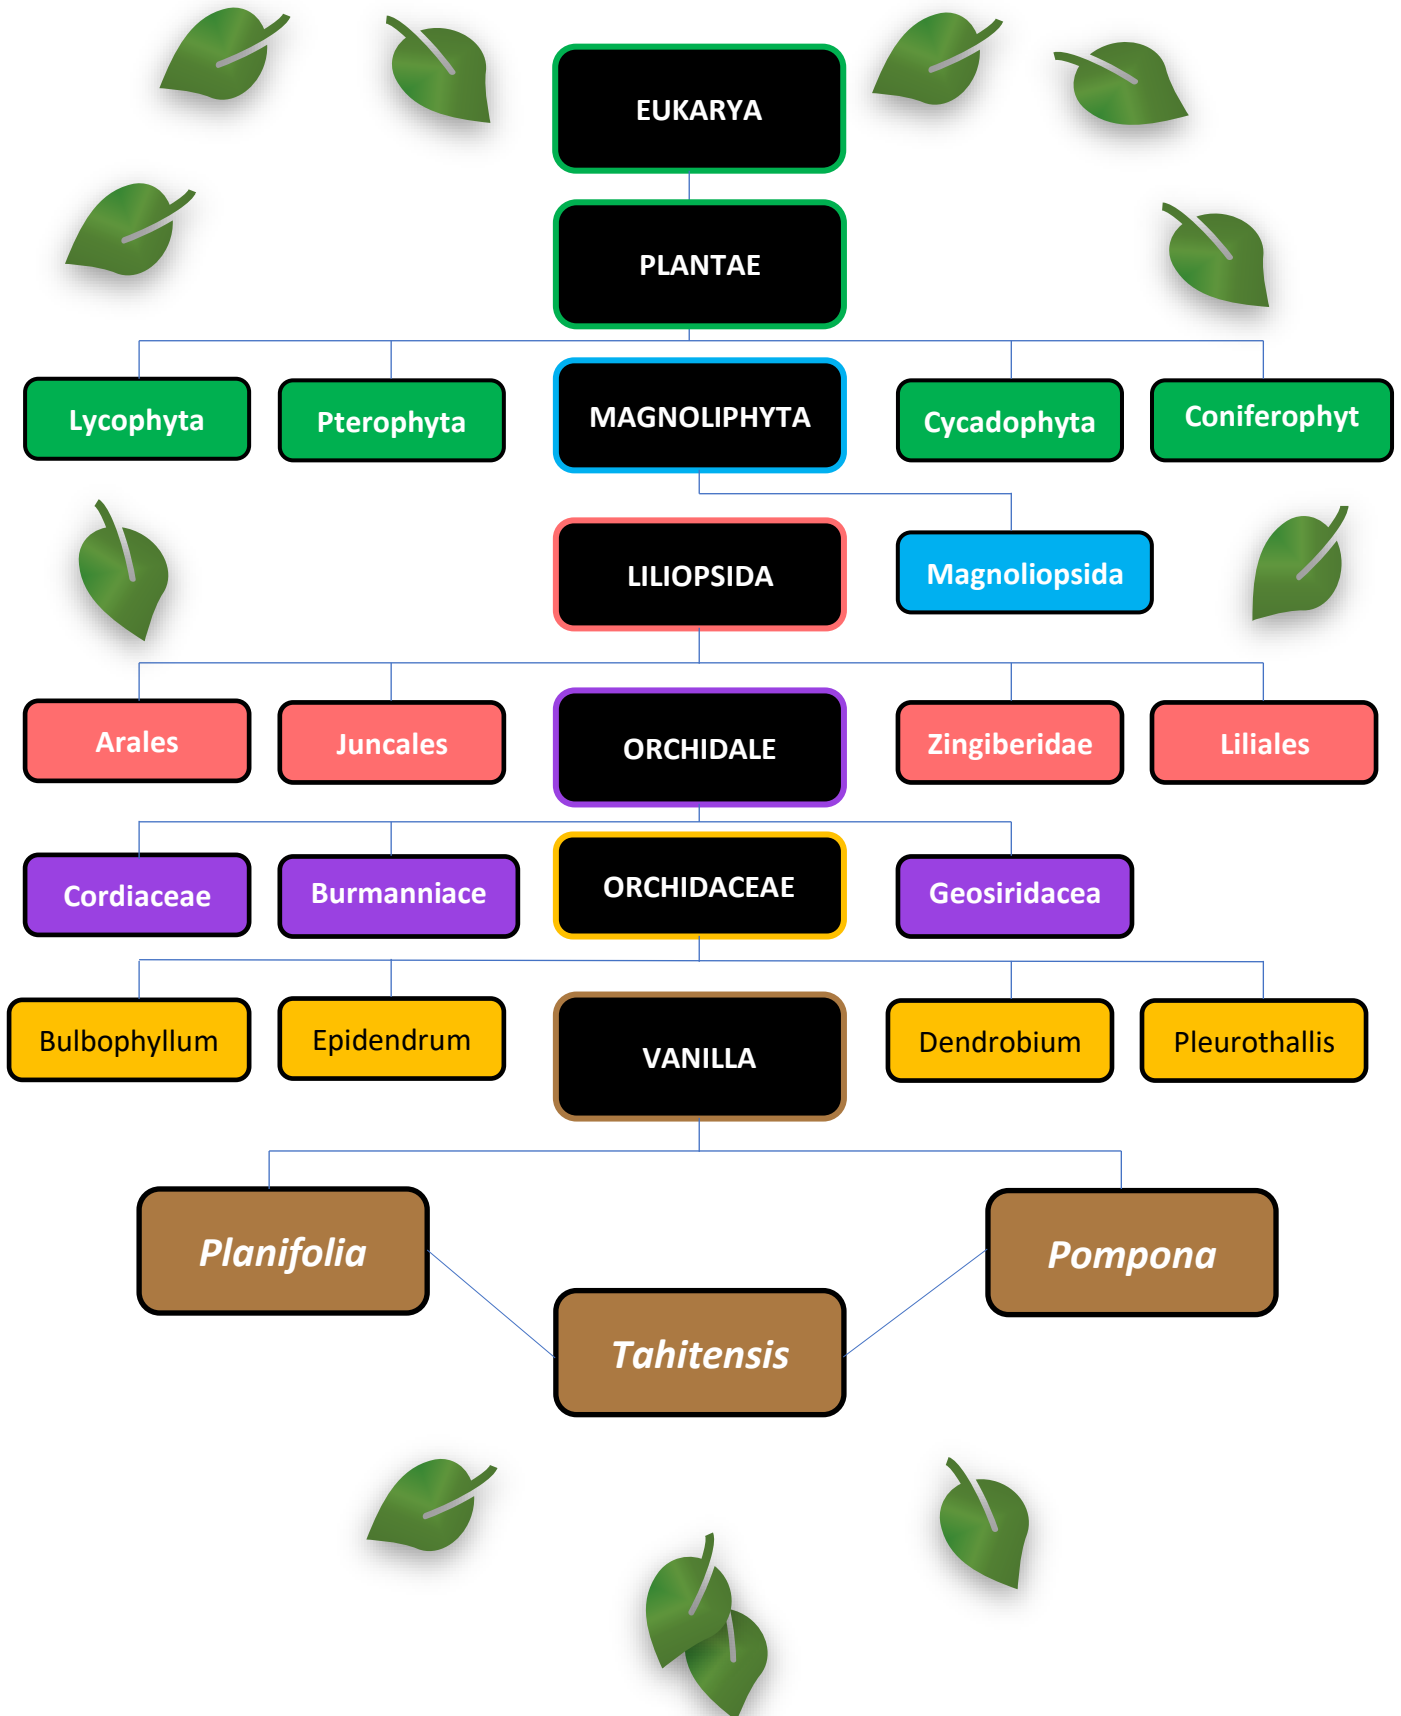 EUKARYA
PLANTAE
Lycophyta
Pterophyta
MAGNOLIPHYTA
Cycadophyta
Coniferophyt
LILIOPSIDA
Magnoliopsida
Arales
Juncales
ORCHIDALE
Zingiberidae
Liliales
Cordiaceae
Burmanniace
ORCHIDACEAE
Geosiridacea
Bulbophyllum
Epidendrum
VANILLA
Dendrobium
Pleurothallis
Planifolia
Pompona
Tahitensis